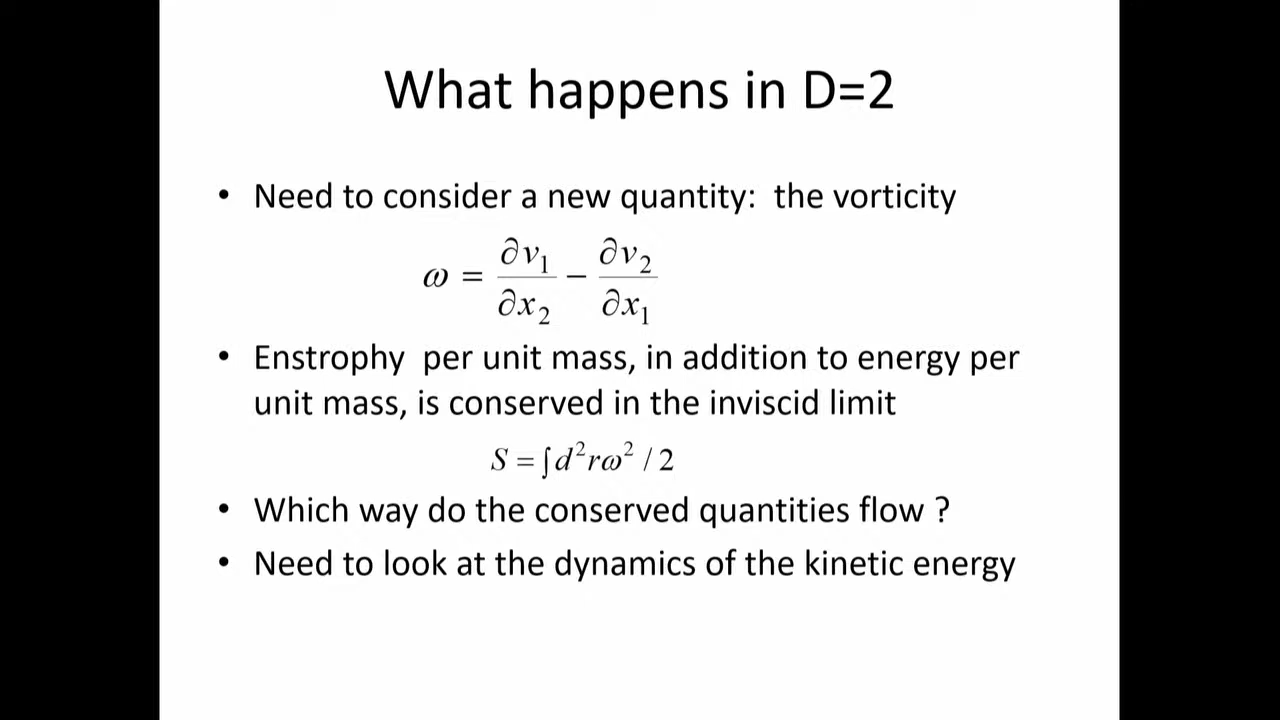 What happens in D=2
• Need to consider a new quantity: the vorticity
ω = ∂v₁/∂x₂ − ∂v₂/∂x₁
• Enstrophy per unit mass, in addition to energy per
unit mass, is conserved in the inviscid limit
S = ∫d²rω² / 2
• Which way do the conserved quantities flow ?
• Need to look at the dynamics of the kinetic energy